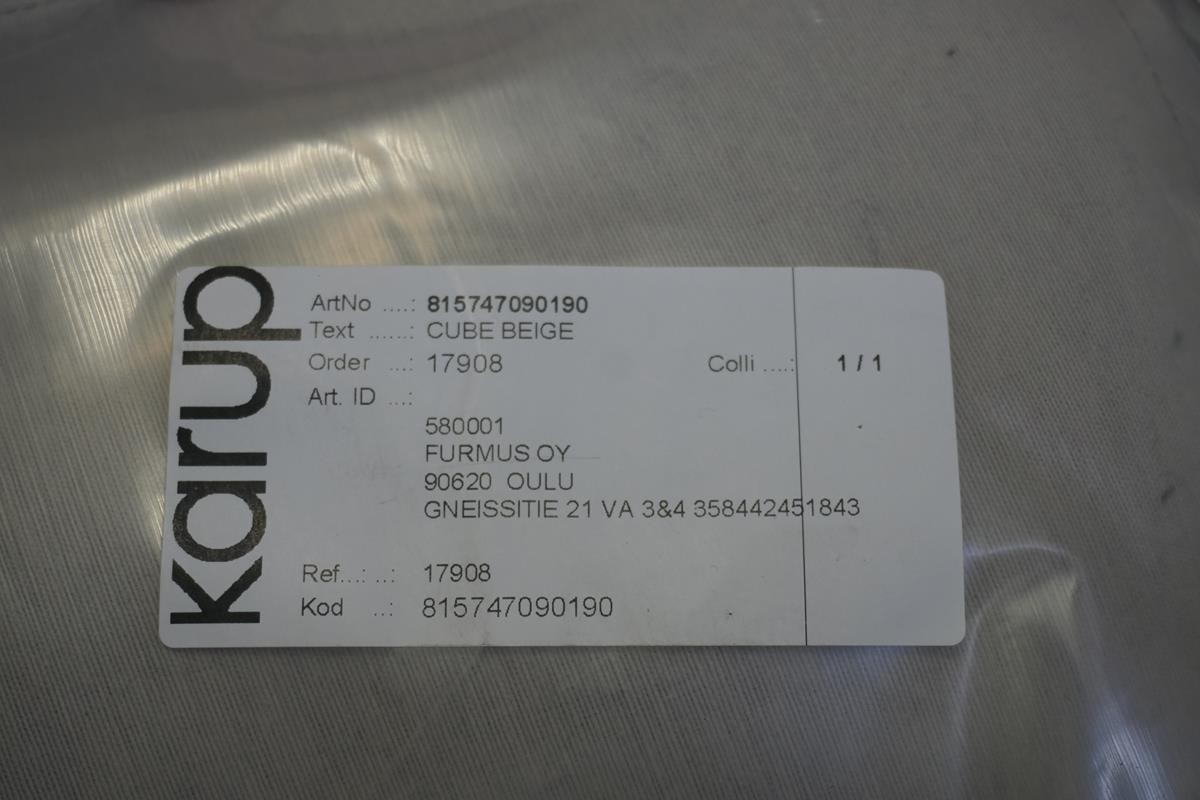 karup
ArtNo ....: 815747090190
Text ......: CUBE BEIGE
Order ...: 17908 Colli ....: 1 / 1
Art. ID ...:
580001
FURMUS OY
90620 OULU
GNEISSITIE 21 VA 3&4 358442451843
Ref...: ..: 17908
Kod ..: 815747090190